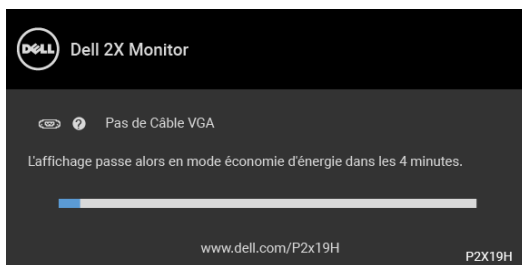 DELL Dell 2X Monitor
Pas de Câble VGA
L'affichage passe alors en mode économie d'énergie dans les 4 minutes.
www.dell.com/P2x19H
P2X19H